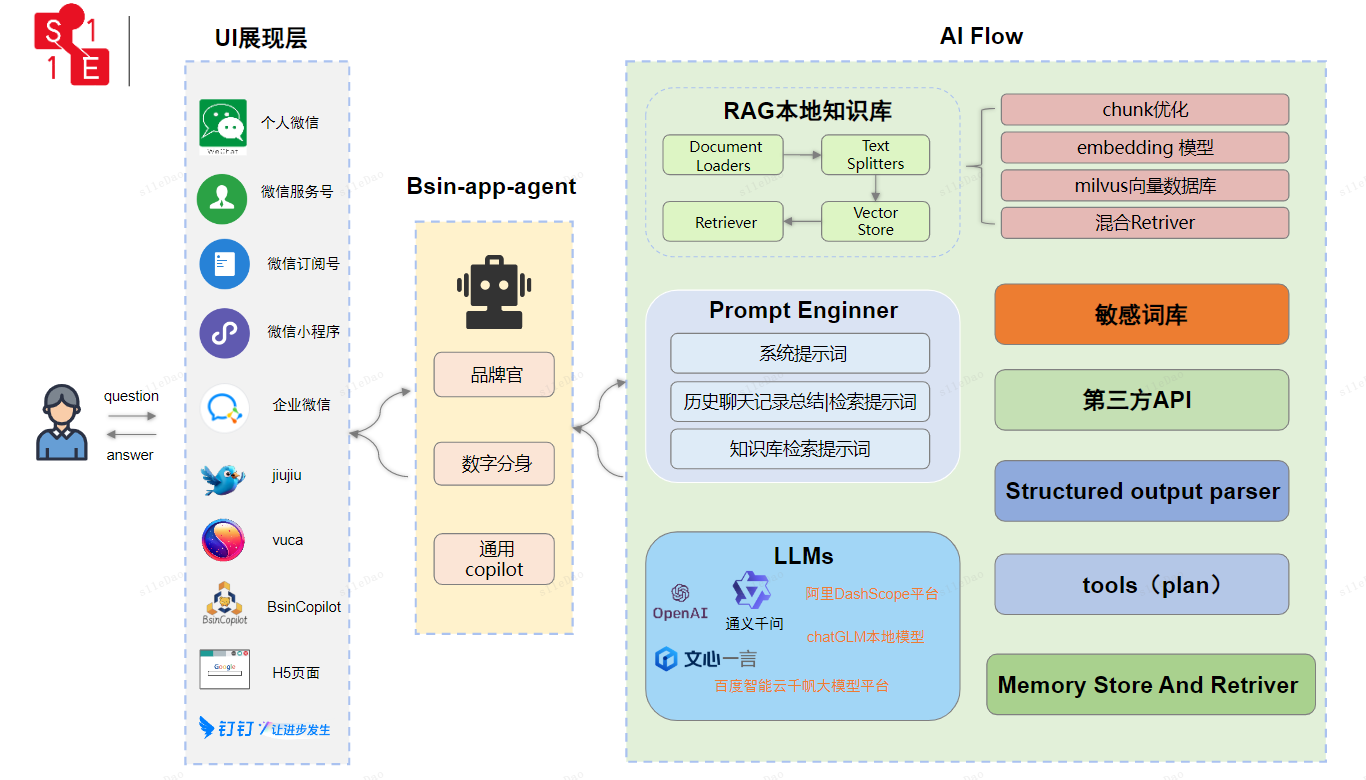 S 1
1 E
UI展现层
WeChat
个人微信
微信服务号
微信订阅号
微信小程序
企业微信
jiujiu
vuca
BsinCopilot
BsinCopilot
Google
H5页面
钉钉 让进步发生
question
answer
Bsin-app-agent
品牌官
数字分身
通用
copilot
AI Flow
RAG本地知识库
Document
Loaders
Text
Splitters
Retriever
Vector
Store
chunk优化
embedding 模型
milvus向量数据库
混合Retriver
Prompt Enginner
系统提示词
历史聊天记录总结|检索提示词
知识库检索提示词
LLMs
OpenAI
通义千问
阿里DashScope平台
chatGLM本地模型
文心一言
百度智能云千帆大模型平台
敏感词库
第三方API
Structured output parser
tools（plan）
Memory Store And Retriver
s11eDao